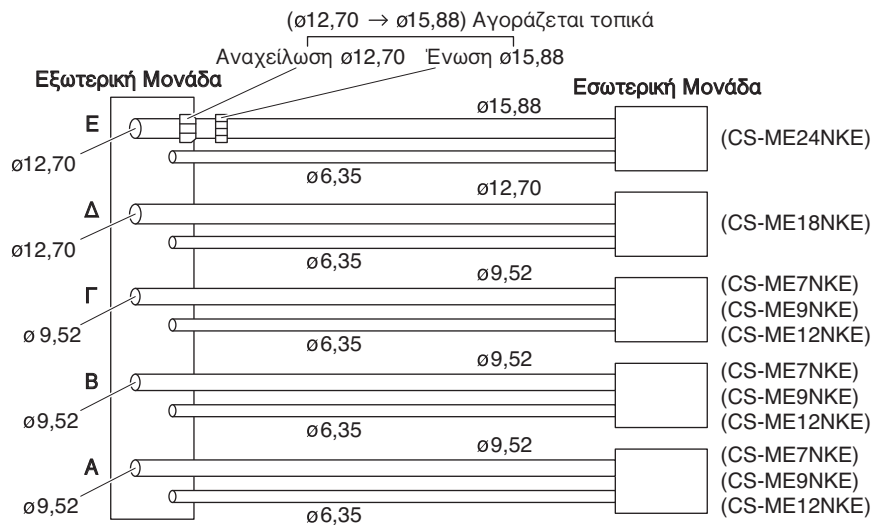 (ø12,70 → ø15,88) Αγοράζεται τοπικά
Αναχείλωση ø12,70 Ένωση ø15,88
Εξωτερική Μονάδα
Εσωτερική Μονάδα
Ε
ø15,88
(CS-ME24NKE)
ø12,70
ø6,35
Δ
ø12,70
(CS-ME18NKE)
ø12,70
ø6,35
Γ
ø9,52
(CS-ME7NKE)
(CS-ME9NKE)
(CS-ME12NKE)
ø9,52
ø6,35
Β
ø9,52
(CS-ME7NKE)
(CS-ME9NKE)
(CS-ME12NKE)
ø9,52
ø6,35
Α
ø9,52
(CS-ME7NKE)
(CS-ME9NKE)
(CS-ME12NKE)
ø9,52
ø6,35